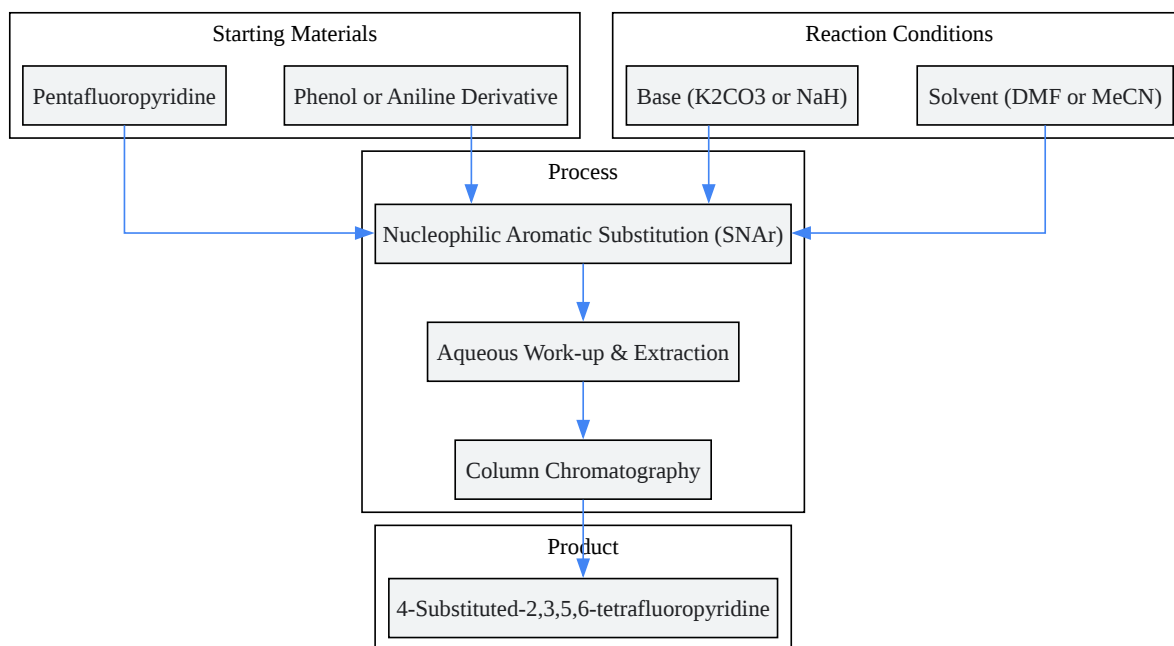 Starting Materials
Pentafluoropyridine
Phenol or Aniline Derivative
Reaction Conditions
Base (K2CO3 or NaH)
Solvent (DMF or MeCN)
Process
Nucleophilic Aromatic Substitution (SNAr)
Aqueous Work-up & Extraction
Column Chromatography
Product
4-Substituted-2,3,5,6-tetrafluoropyridine